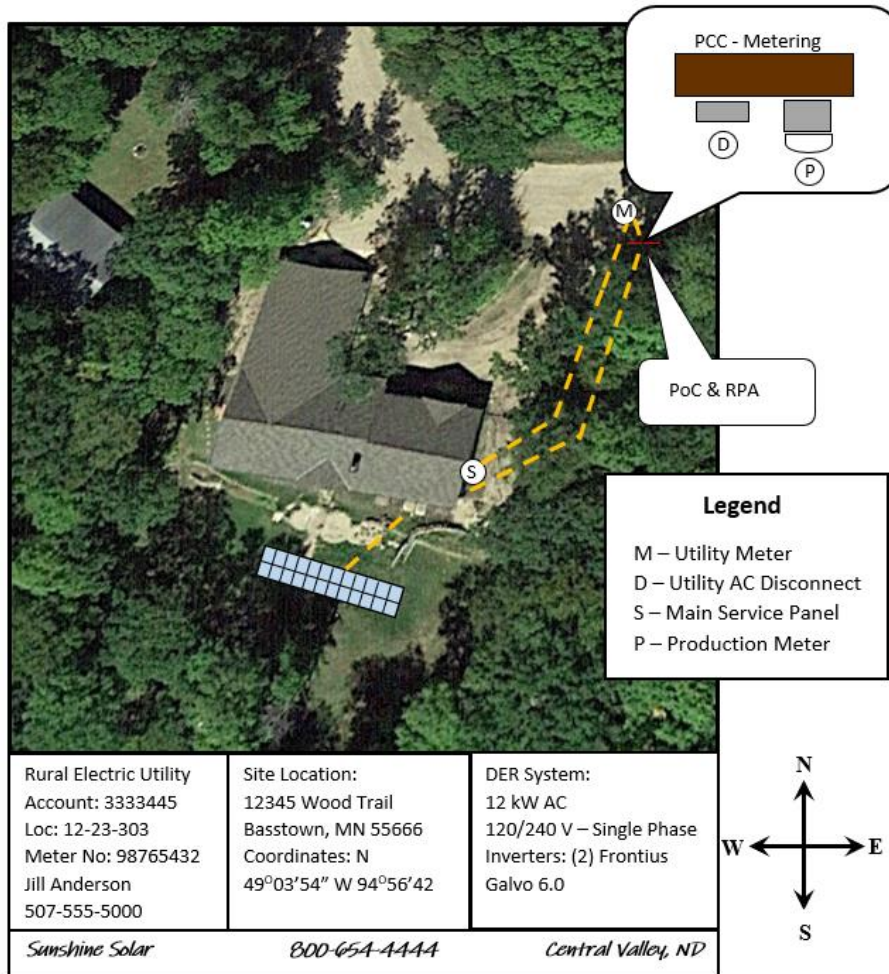 PCC - Metering
D
P
M
PoC & RPA
S
Legend
M – Utility Meter
D – Utility AC Disconnect
S – Main Service Panel
P – Production Meter
Rural Electric Utility
Account: 3333445
Loc: 12-23-303
Meter No: 98765432
Jill Anderson
507-555-5000
Site Location:
12345 Wood Trail
Basstown, MN 55666
Coordinates: N
49⁰03’54” W 94⁰56’42
DER System:
12 kW AC
120/240 V – Single Phase
Inverters: (2) Frontius
Galvo 6.0
N
W
E
S
Sunshine Solar 800-654-4444 Central Valley, ND